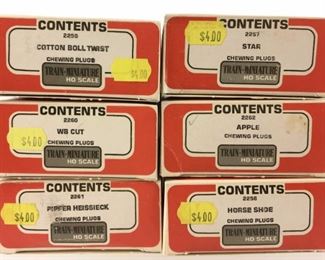 CONTENTS
2255
COTTON BOLL TWIST
CHEWING PLUGS
$4.00
TRAIN-MINIATURE
HO SCALE
CONTENTS
$4.00
2257
STAR
CHEWING PLUGS
TRAIN-MINIATURE
HO SCALE
CONTENTS
2260
WB CUT
$4.00
CHEWING PLUGS
TRAIN-MINIATURE
HO SCALE
CONTENTS
2262
APPLE
CHEWING PLUGS
TRAIN-MINIATURE
HO SCALE
CONTENTS
2261
PIPFER HEISSIECK
$4.00
CHEWING PLUGS
TRAIN-MINIATURE
HO SCALE
CONTENTS
2258
HORSE SHOE
$4.00
CHEWING PLUGS
TRAIN-MINIATURE
HO SCALE